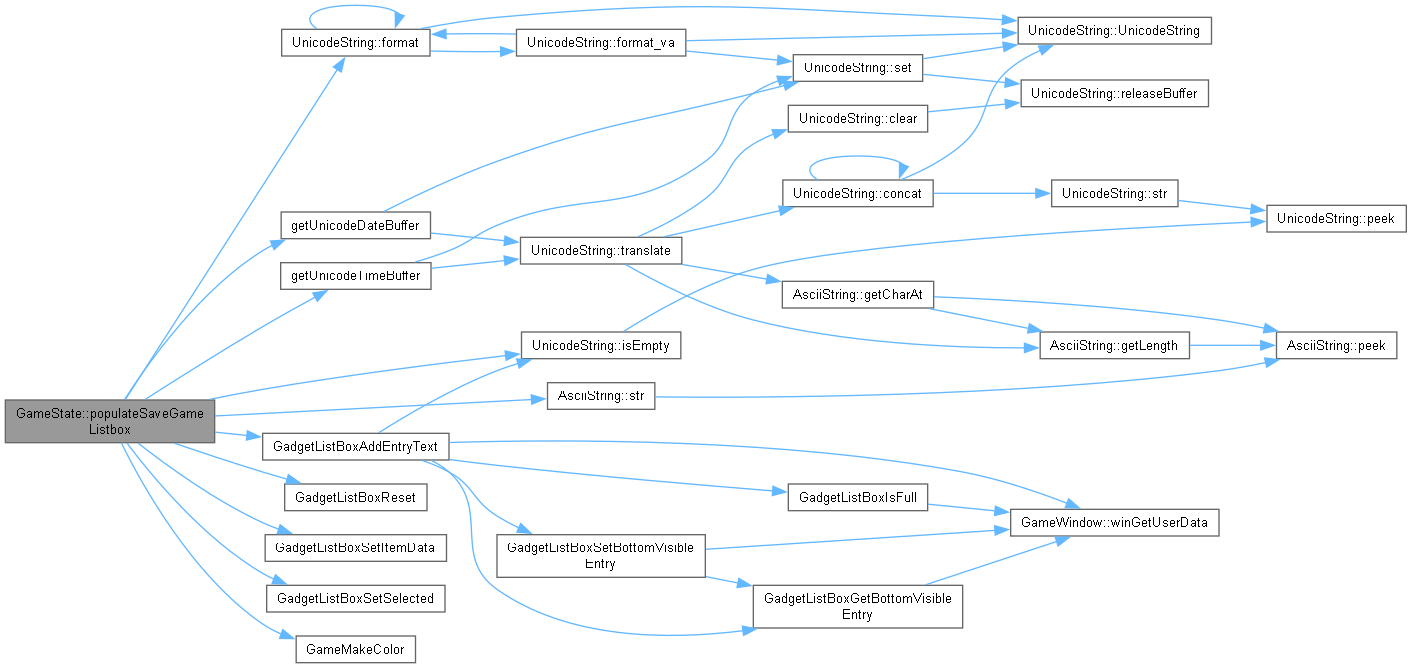 UnicodeString::format
UnicodeString::format_va
UnicodeString::UnicodeString
UnicodeString::set
UnicodeString::releaseBuffer
UnicodeString::clear
UnicodeString::concat
UnicodeString::str
UnicodeString::peek
getUnicodeDateBuffer
UnicodeString::translate
getUnicodeTimeBuffer
AsciiString::getCharAt
UnicodeString::isEmpty
AsciiString::getLength
AsciiString::peek
AsciiString::str
GameState::populateSaveGame
Listbox
GadgetListBoxAddEntryText
GadgetListBoxReset
GadgetListBoxIsFull
GameWindow::winGetUserData
GadgetListBoxSetItemData
GadgetListBoxSetBottomVisible
Entry
GadgetListBoxSetSelected
GadgetListBoxGetBottomVisible
Entry
GameMakeColor